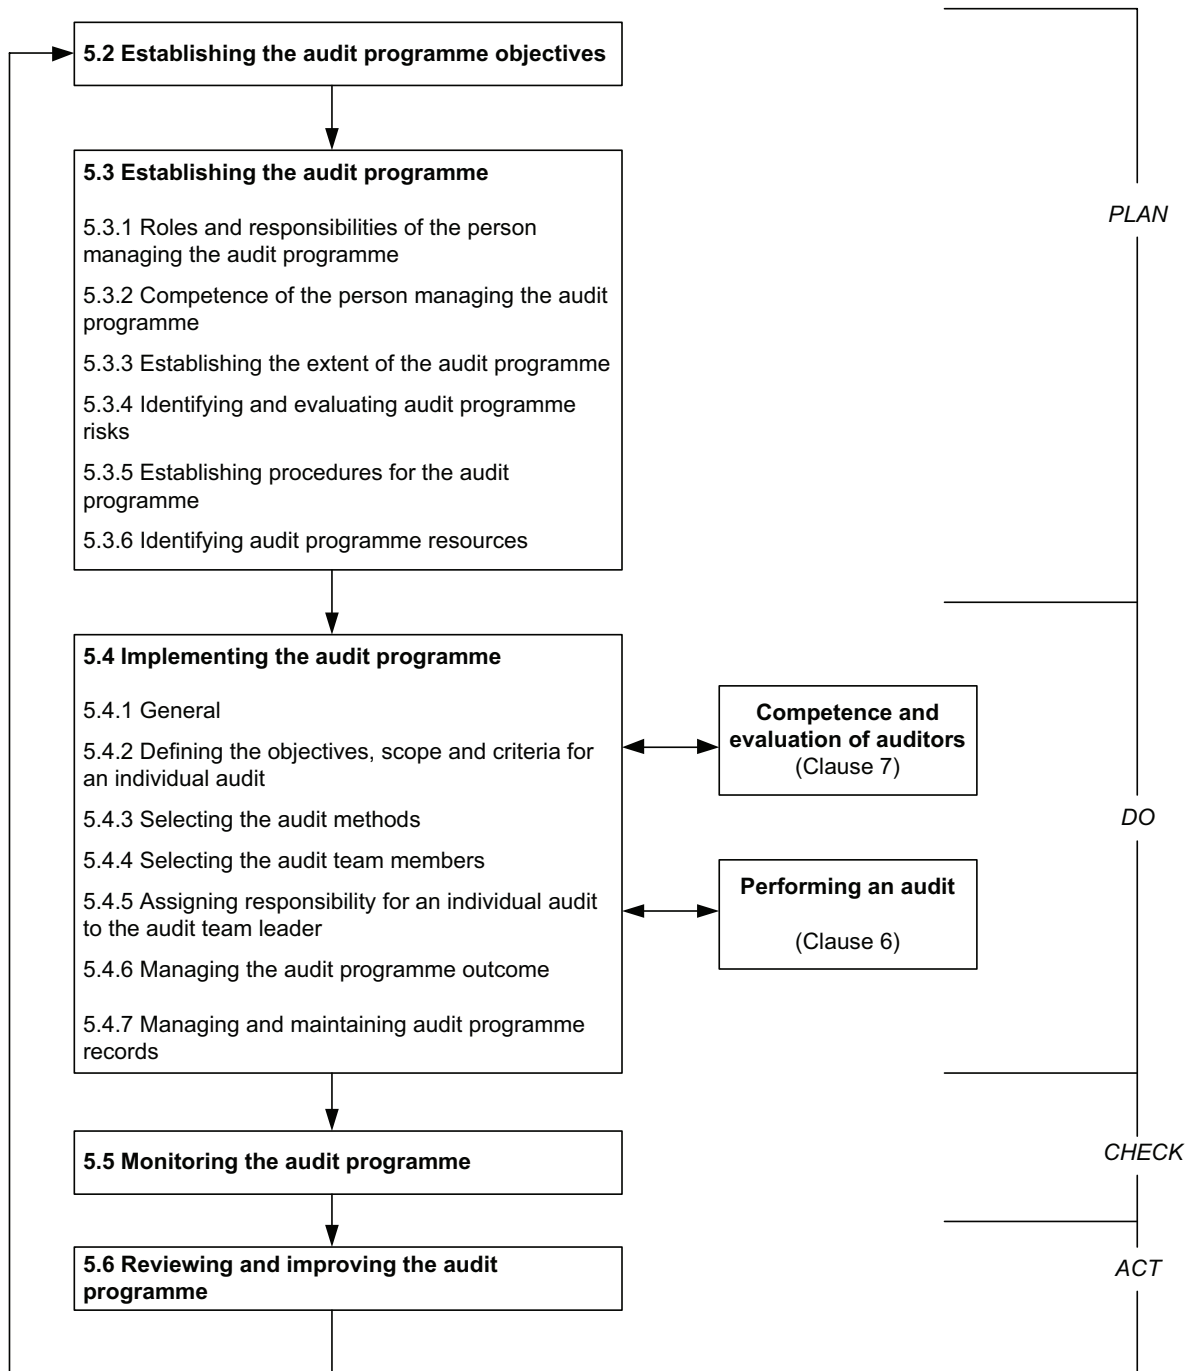 5.2 Establishing the audit programme objectives
5.3 Establishing the audit programme
5.3.1 Roles and responsibilities of the person
managing the audit programme
5.3.2 Competence of the person managing the audit
programme
5.3.3 Establishing the extent of the audit programme
5.3.4 Identifying and evaluating audit programme
risks
5.3.5 Establishing procedures for the audit
programme
5.3.6 Identifying audit programme resources
PLAN
5.4 Implementing the audit programme
5.4.1 General
5.4.2 Defining the objectives, scope and criteria for
an individual audit
5.4.3 Selecting the audit methods
5.4.4 Selecting the audit team members
5.4.5 Assigning responsibility for an individual audit
to the audit team leader
5.4.6 Managing the audit programme outcome
5.4.7 Managing and maintaining audit programme
records
Competence and
evaluation of auditors
(Clause 7)
Performing an audit
(Clause 6)
DO
5.5 Monitoring the audit programme
CHECK
5.6 Reviewing and improving the audit
programme
ACT